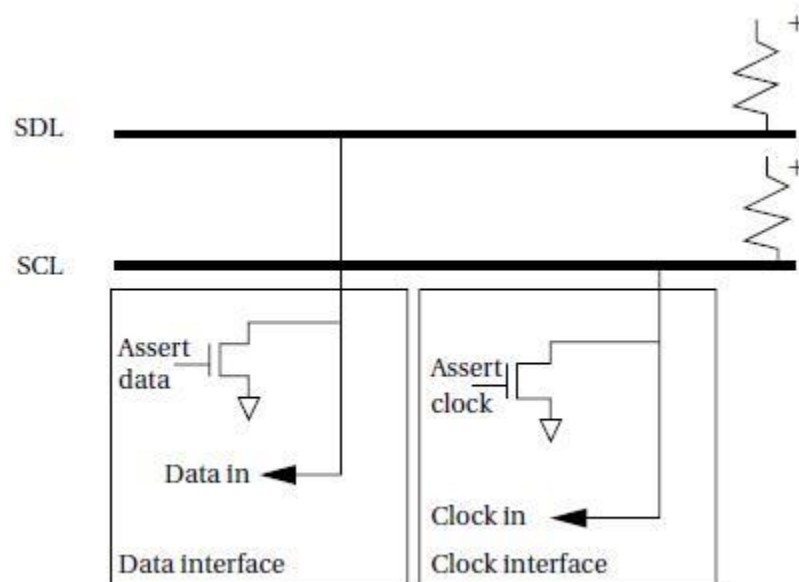 +
SDL
+
SCL
Assert
data
Assert
clock
Data in
Clock in
Data interface
Clock interface